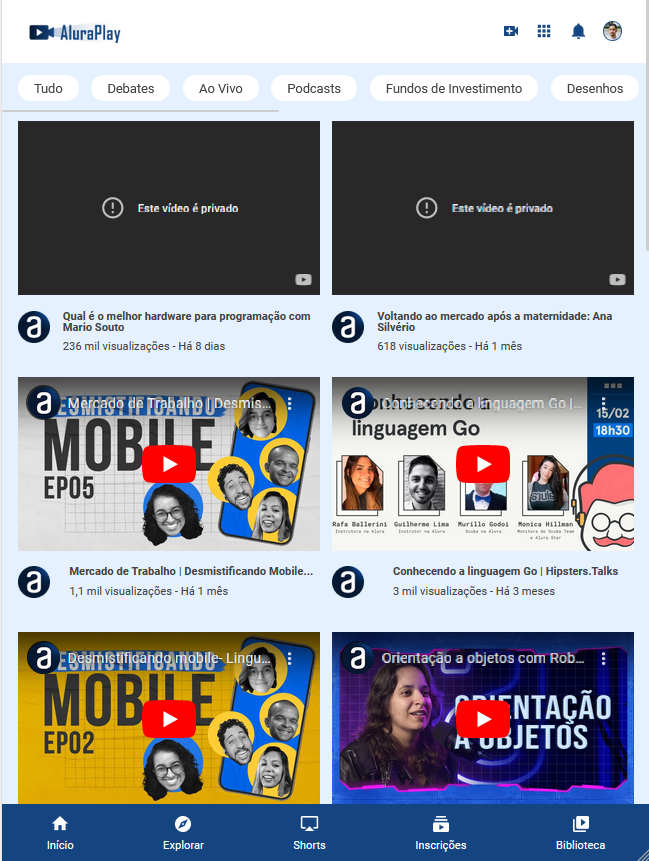 AluraPlay
Tudo
Debates
Ao Vivo
Podcasts
Fundos de Investimento
Desenhos
Este vídeo é privado
Este vídeo é privado
Qual é o melhor hardware para programação com
Mario Souto
236 mil visualizações - Há 8 dias
Voltando ao mercado após a maternidade: Ana
Silvério
618 visualizações - Há 1 mês
Mercado de Trabalho | Desmis...
DESMISTIFICANDO
MOBILE
EP05
Conhecendo a linguagem Go |...
Conhecendo a
linguagem Go
15/02
18h30
Rafa Ballerini
Instrutora na Alura
Guilherme Lima
Instrutor na Alura
Murillo Godoi
Monica Hillman
Mercado de Trabalho | Desmistificando Mobile...
1,1 mil visualizações - Há 1 mês
Conhecendo a linguagem Go | Hipsters.Talks
3 mil visualizações - Há 3 meses
Desmistificando mobile- Lingu...
DESMISTIFICANDO
MOBILE
EP02
Orientação a objetos com Rob...
ORIENTAÇÃO
A OBJETOS
Início
Explorar
Shorts
Inscrições
Biblioteca